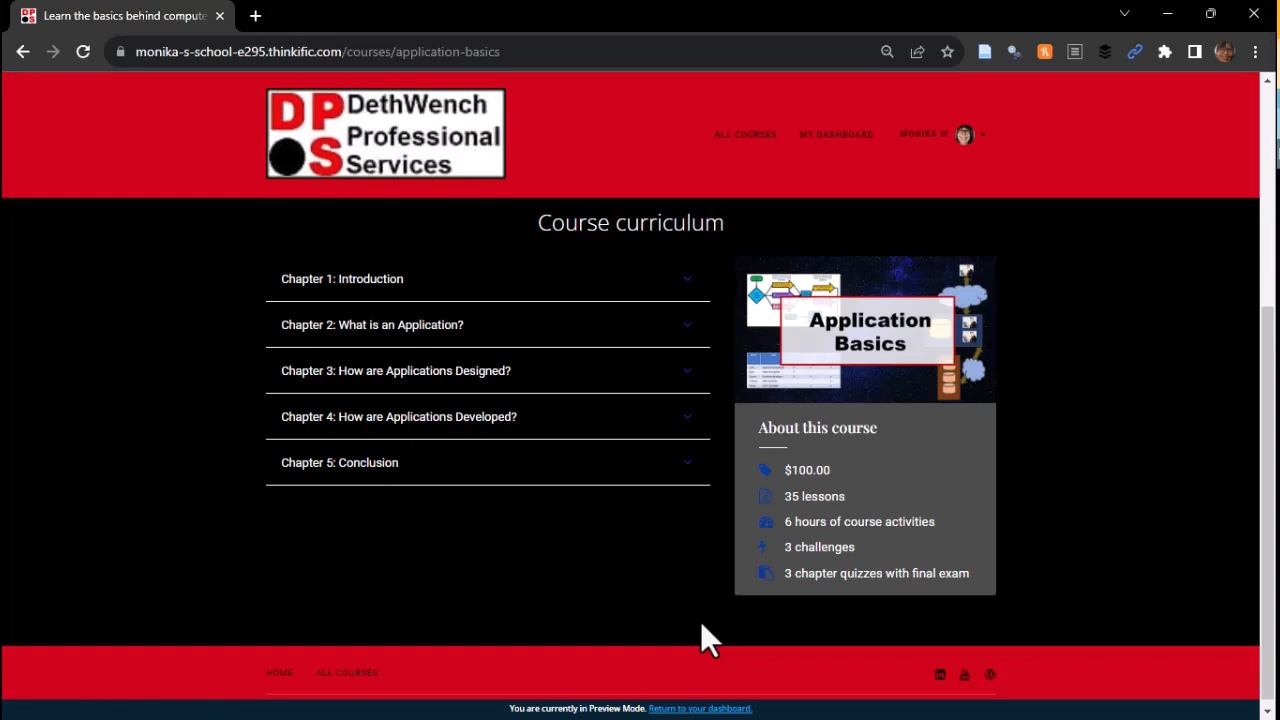 Learn the basics behind compute
monika-s-school-e295.thinkific.com/courses/application-basics
DPS DethWench
Professional
Services
ALL COURSES
MY DASHBOARD
MONIKA W
Course curriculum
Chapter 1: Introduction
Chapter 2: What is an Application?
Chapter 3: How are Applications Designed?
Chapter 4: How are Applications Developed?
Chapter 5: Conclusion
Application
Basics
About this course
$100.00
35 lessons
6 hours of course activities
3 challenges
3 chapter quizzes with final exam
HOME
ALL COURSES
You are currently in Preview Mode. Return to your dashboard.